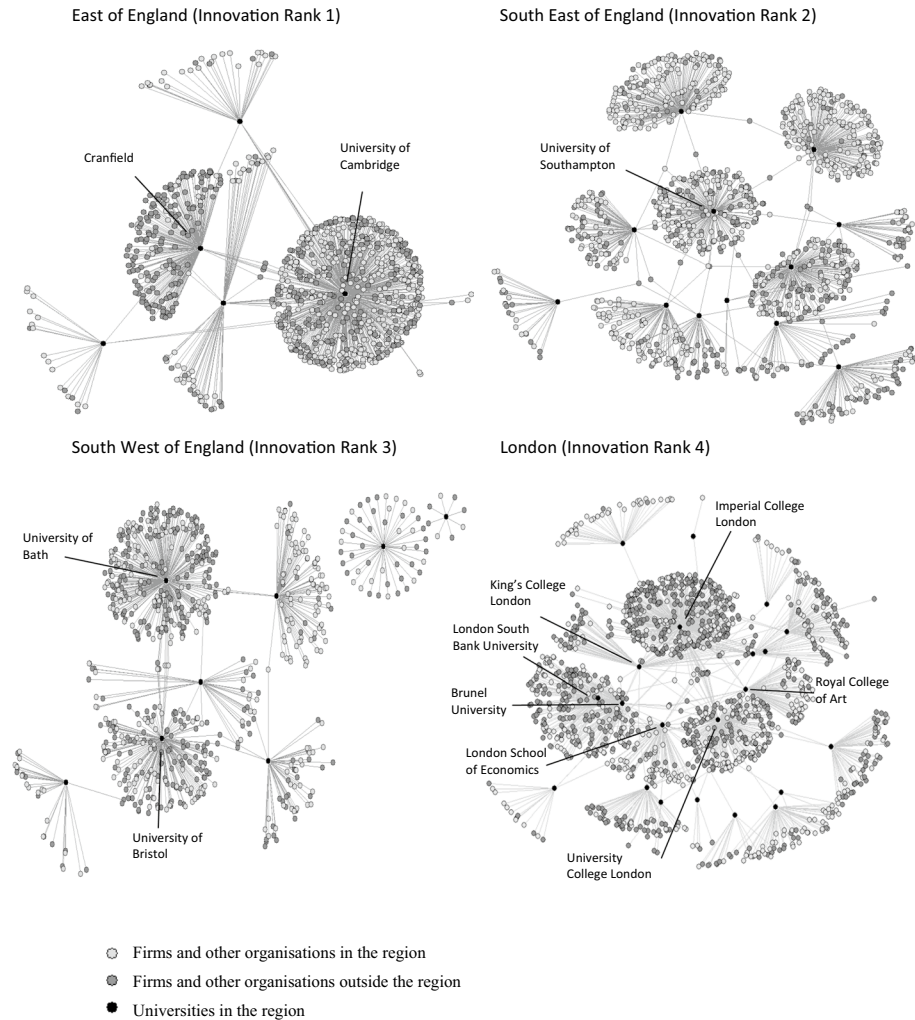 East of England (Innovation Rank 1)
South East of England (Innovation Rank 2)
Cranfield
University of
Cambridge
University of
Southampton
South West of England (Innovation Rank 3)
London (Innovation Rank 4)
University of
Bath
University of
Bristol
Imperial College
London
King's College
London
London South
Bank University
Brunel
University
Royal College
of Art
London School
of Economics
University
College London
Firms and other organisations in the region
Firms and other organisations outside the region
Universities in the region